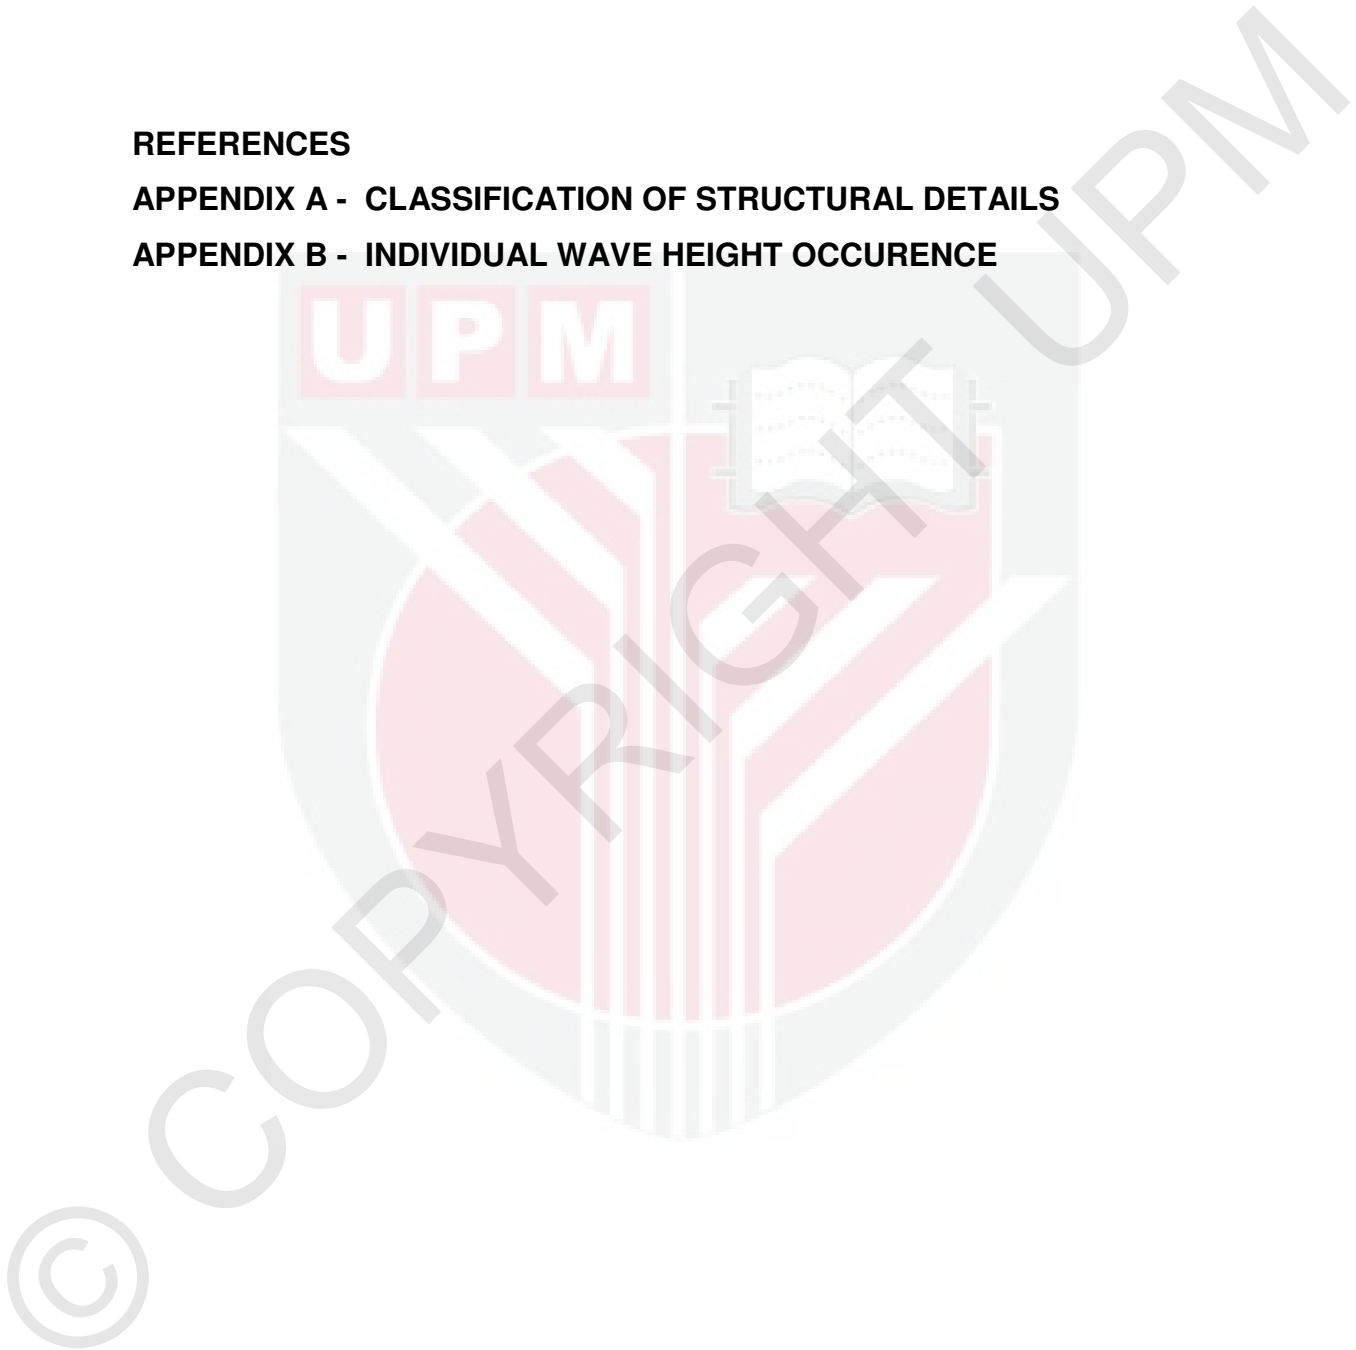 REFERENCES
APPENDIX A - CLASSIFICATION OF STRUCTURAL DETAILS
APPENDIX B - INDIVIDUAL WAVE HEIGHT OCCURENCE
UPM
© COPYRIGHT UPM